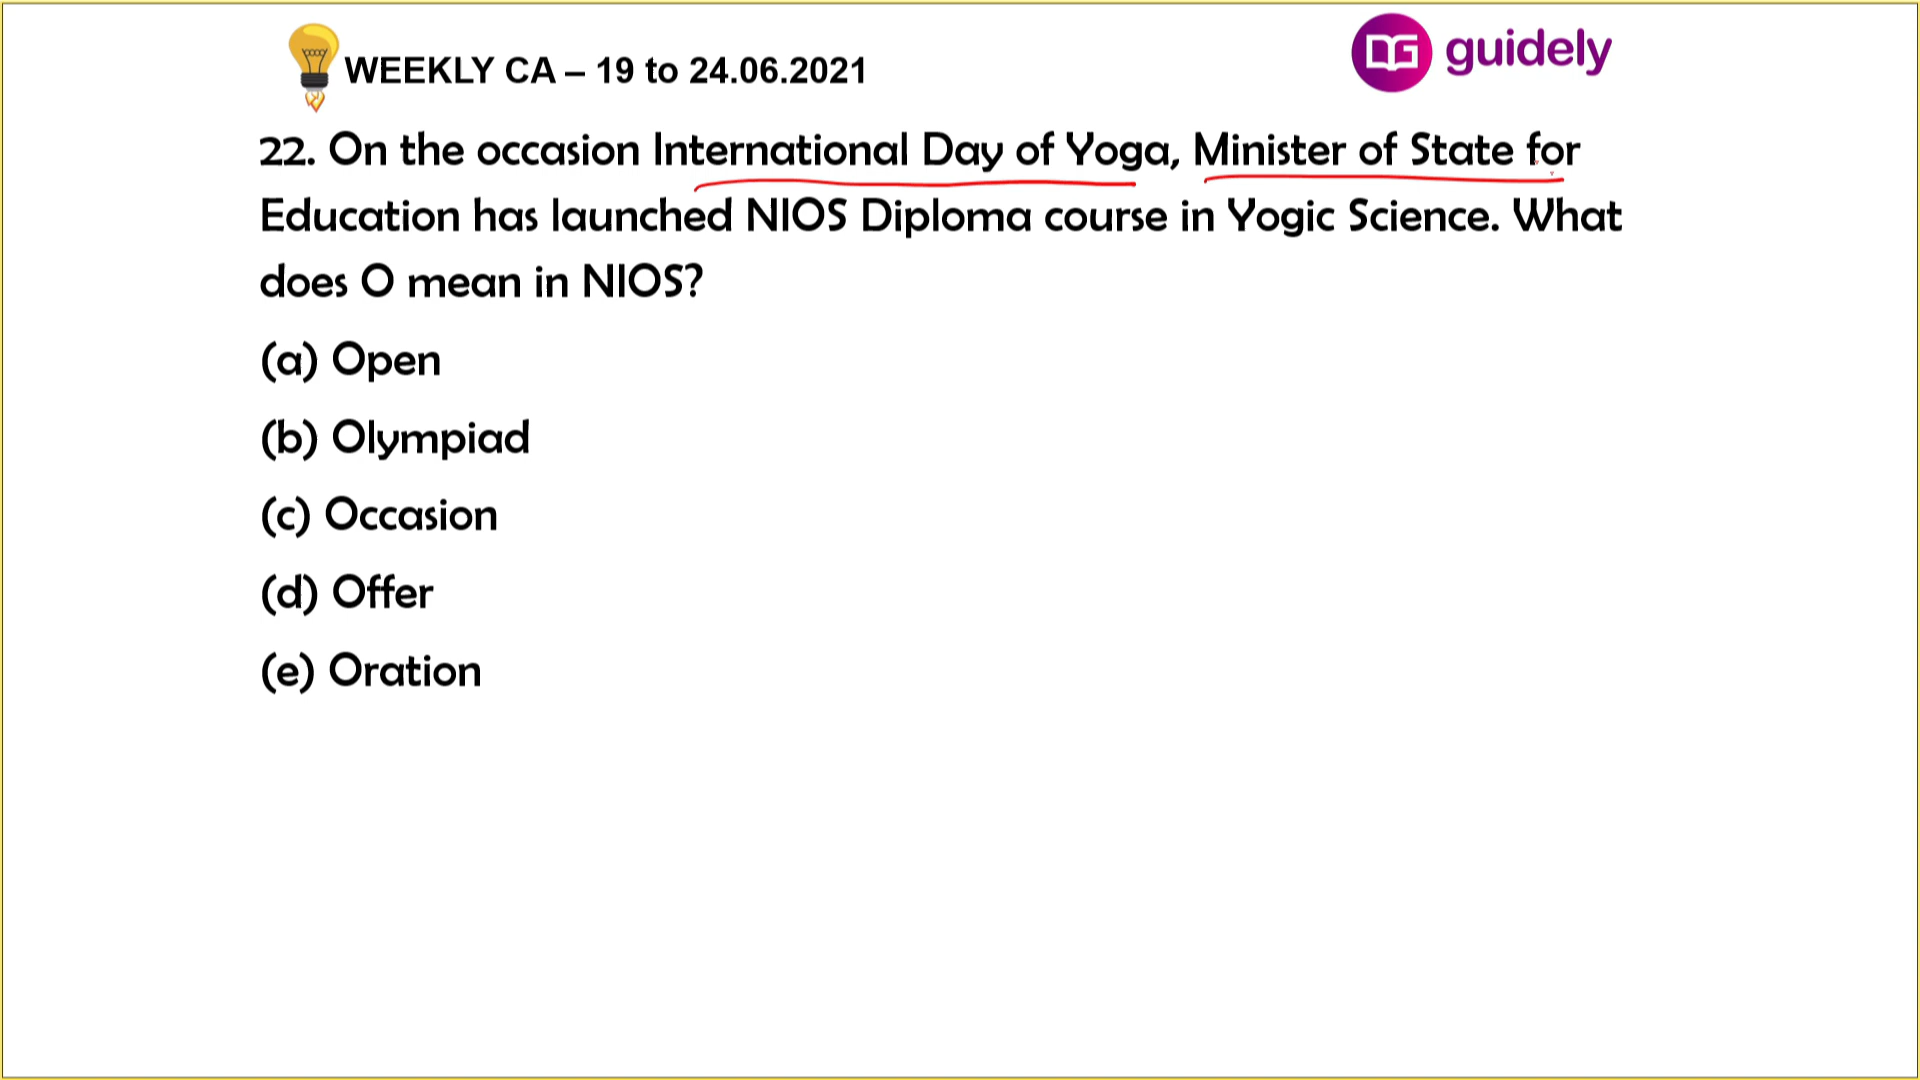 WEEKLY CA – 19 to 24.06.2021
guidely
22. On the occasion International Day of Yoga, Minister of State for
Education has launched NIOS Diploma course in Yogic Science. What
does O mean in NIOS?
(a) Open
(b) Olympiad
(c) Occasion
(d) Offer
(e) Oration